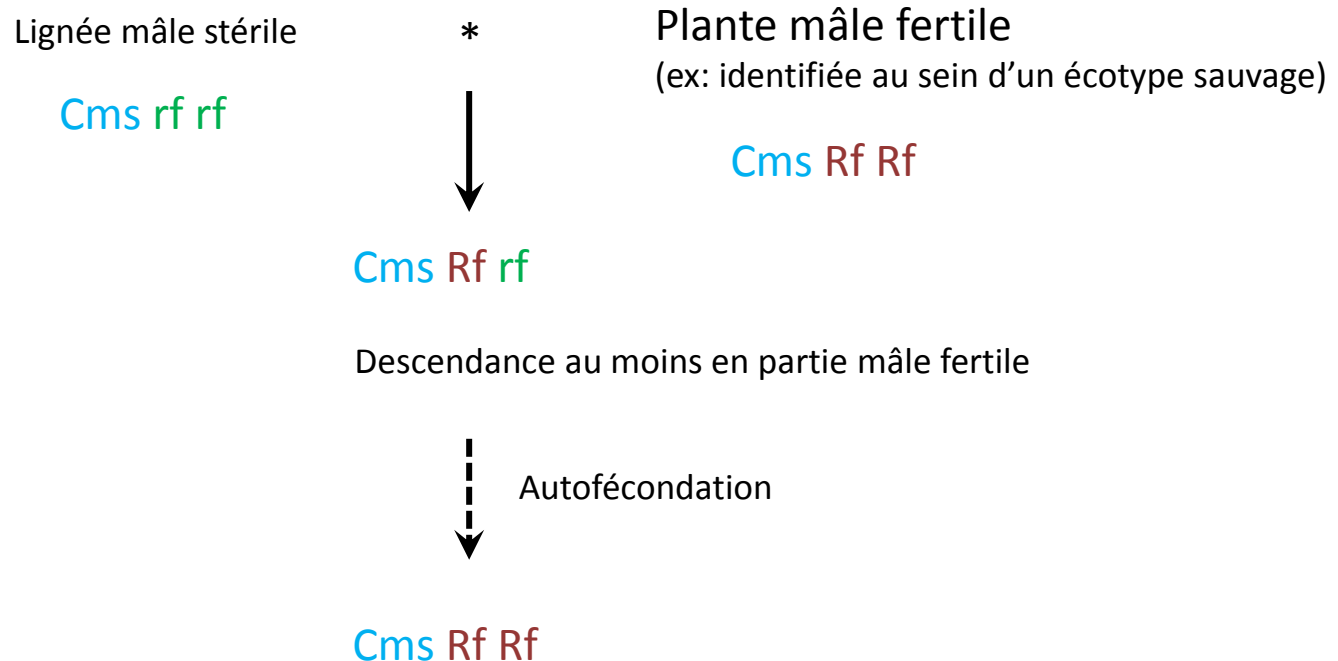 Lignée mâle stérile
*
Plante mâle fertile
(ex: identifiée au sein d’un écotype sauvage)
Cms rf rf
Cms Rf Rf
Cms Rf rf
Descendance au moins en partie mâle fertile
Autofécondation
Cms Rf Rf